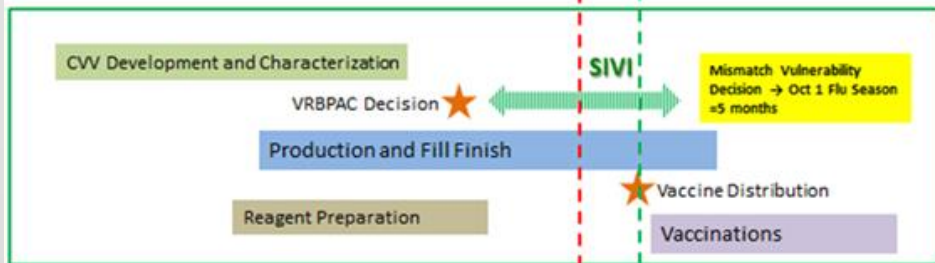 CVV Development and Characterization
SIVI
Mismatch Vulnerability
Decision → Oct 1 Flu Season
=5 months
VRBPAC Decision
Production and Fill Finish
Vaccine Distribution
Reagent Preparation
Vaccinations